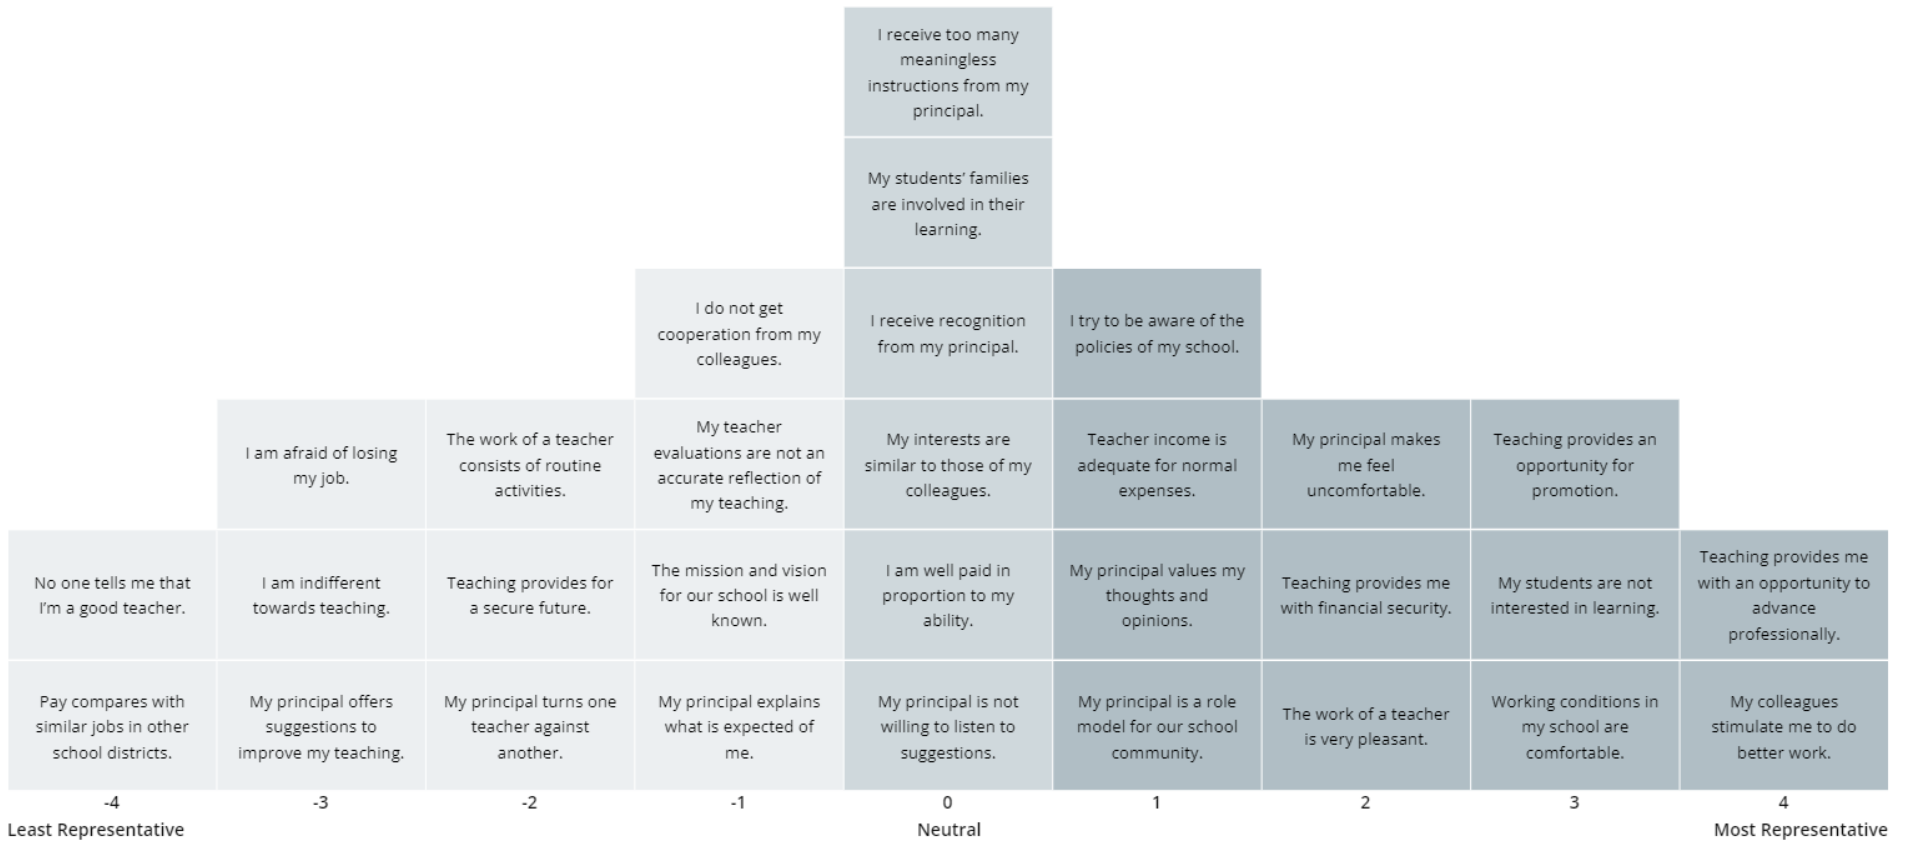 I receive too many
meaningless
instructions from my
principal.
My students’ families
are involved in their
learning.
I do not get
cooperation from my
colleagues.
I receive recognition
from my principal.
I try to be aware of the
policies of my school.
I am afraid of losing
my job.
The work of a teacher
consists of routine
activities.
My teacher
evaluations are not an
accurate reflection of
my teaching.
My interests are
similar to those of my
colleagues.
Teacher income is
adequate for normal
expenses.
My principal makes
me feel
uncomfortable.
Teaching provides an
opportunity for
promotion.
No one tells me that
I’m a good teacher.
I am indifferent
towards teaching.
Teaching provides for
a secure future.
The mission and vision
for our school is well
known.
I am well paid in
proportion to my
ability.
My principal values my
thoughts and
opinions.
Teaching provides me
with financial security.
My students are not
interested in learning.
Teaching provides me
with an opportunity to
advance
professionally.
Pay compares with
similar jobs in other
school districts.
My principal offers
suggestions to
improve my teaching.
My principal turns one
teacher against
another.
My principal explains
what is expected of
me.
My principal is not
willing to listen to
suggestions.
My principal is a role
model for our school
community.
The work of a teacher
is very pleasant.
Working conditions in
my school are
comfortable.
My colleagues
stimulate me to do
better work.
-4
-3
-2
-1
0
1
2
3
4
Least Representative
Neutral
Most Representative